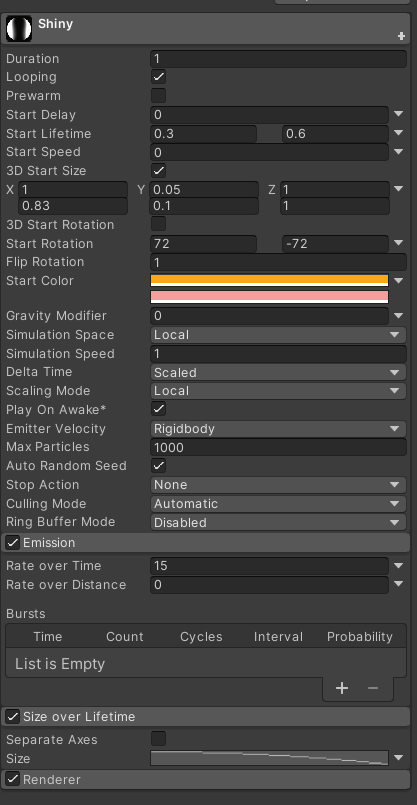 Shiny
Duration 1
Looping
Prewarm
Start Delay 0
Start Lifetime 0.3 0.6
Start Speed 0
3D Start Size
X 1 Y 0.05 Z 1
0.83 0.1 1
3D Start Rotation
Start Rotation 72 -72
Flip Rotation 1
Start Color
Gravity Modifier 0
Simulation Space Local
Simulation Speed 1
Delta Time Scaled
Scaling Mode Local
Play On Awake*
Emitter Velocity Rigidbody
Max Particles 1000
Auto Random Seed
Stop Action None
Culling Mode Automatic
Ring Buffer Mode Disabled
Emission
Rate over Time 15
Rate over Distance 0
Bursts
Time Count Cycles Interval Probability
List is Empty
+ −
Size over Lifetime
Separate Axes
Size
Renderer